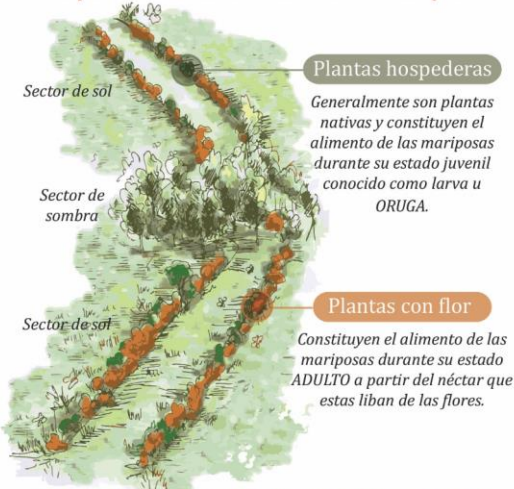 Sector de sol
Plantas hospederas
Generalmente son plantas
nativas y constituyen el
alimento de las mariposas
durante su estado juvenil
conocido como larva u
ORUGA.
Sector de
sombra
Sector de sol
Plantas con flor
Constituyen el alimento de las
mariposas durante su estado
ADULTO a partir del néctar que
estas liban de las flores.